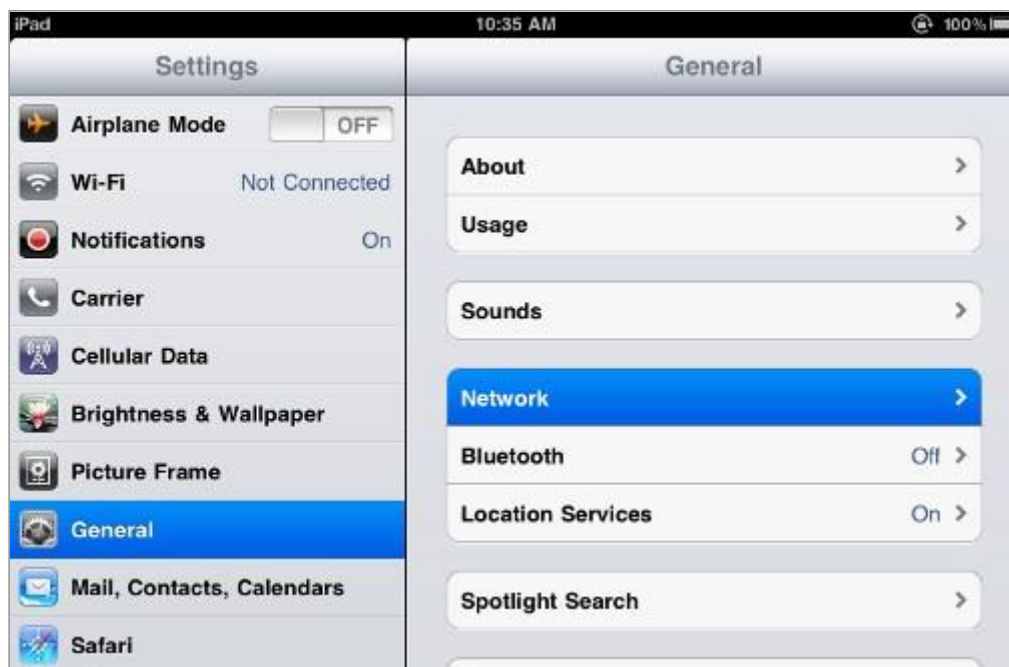 iPad 10:35 AM 100%
Settings
Airplane Mode OFF
Wi-Fi Not Connected
Notifications On
Carrier
Cellular Data
Brightness & Wallpaper
Picture Frame
General
Mail, Contacts, Calendars
Safari
General
About
Usage
Sounds
Network
Bluetooth Off
Location Services On
Spotlight Search